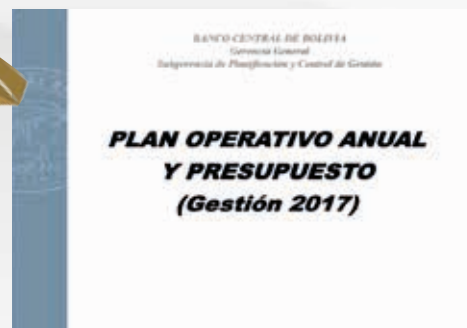 BANCO CENTRAL DE BOLIVIA
Gerencia General
Subgerencia de Planificación y Control de Gestión
PLAN OPERATIVO ANUAL
Y PRESUPUESTO
(Gestión 2017)